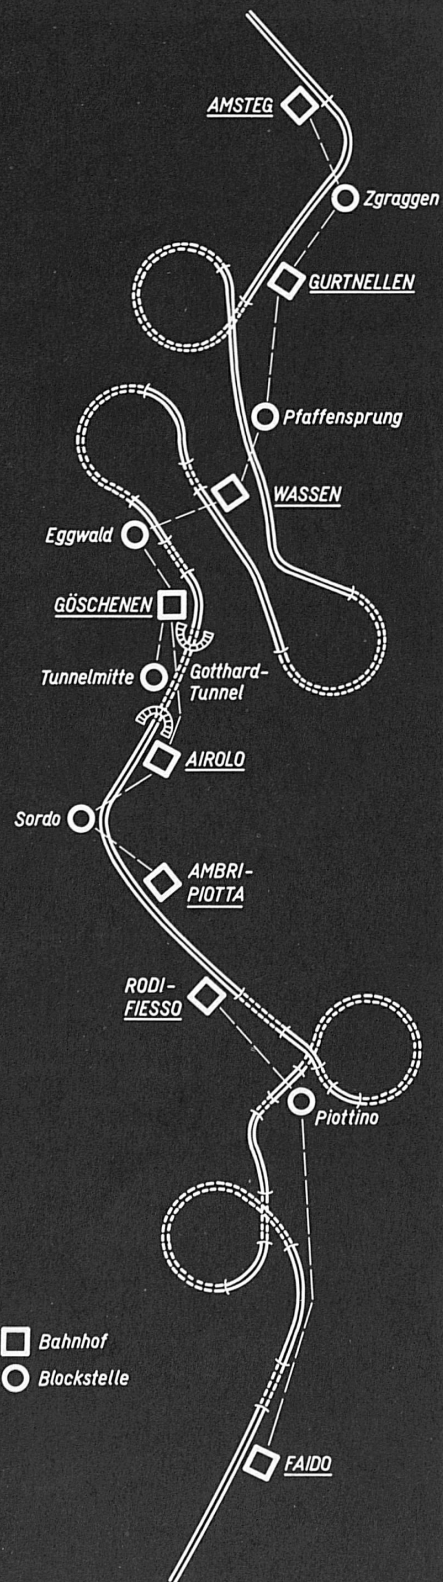 AMSTEG
Zgraggen
GURTNELLEN
Pfaffensprung
WASSEN
Eggwald
GÖSCHENEN
Tunnelmitte
Gotthard-
Tunnel
AIROLO
Sordo
AMBRI-
PIOTTA
RODI-
FIESSO
Piottino
Bahnhof
Blockstelle
FAIDO